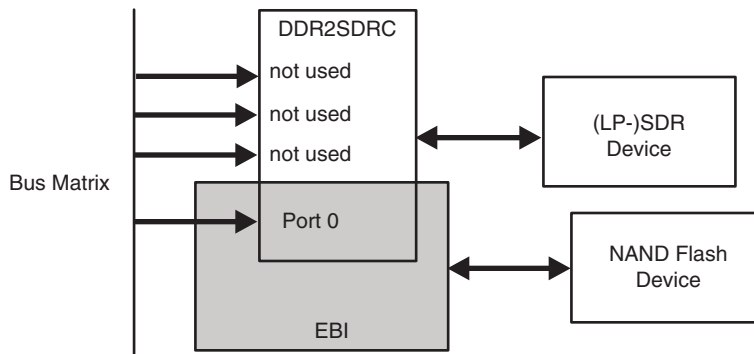 DDR2SDRC
not used
not used
not used
Bus Matrix
Port 0
EBI
(LP-)SDR
Device
NAND Flash
Device